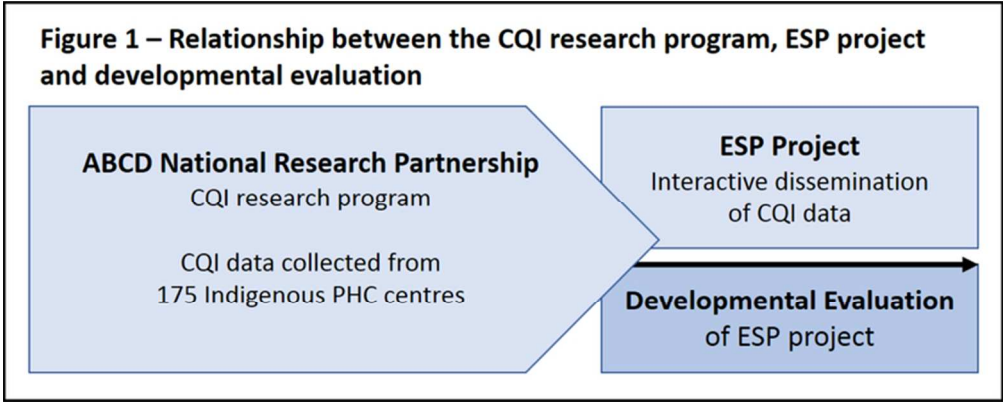 Figure 1 – Relationship between the CQI research program, ESP project
and developmental evaluation
ABCD National Research Partnership
CQI research program
CQI data collected from
175 Indigenous PHC centres
ESP Project
Interactive dissemination
of CQI data
Developmental Evaluation
of ESP project